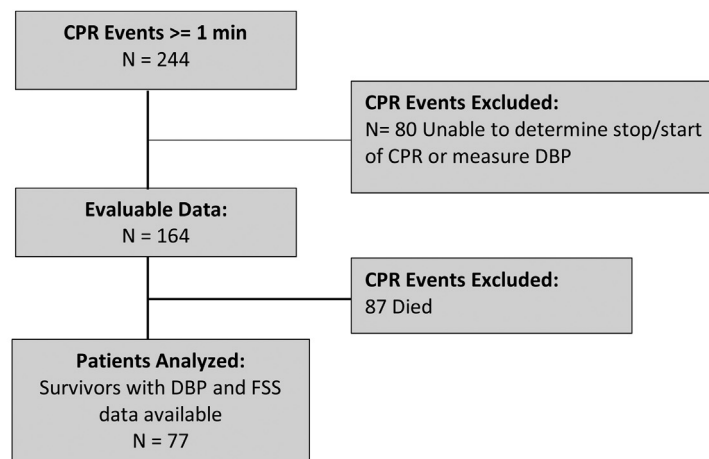 CPR Events >= 1 min
N = 244
CPR Events Excluded:
N= 80 Unable to determine stop/start
of CPR or measure DBP
Evaluable Data:
N = 164
CPR Events Excluded:
87 Died
Patients Analyzed:
Survivors with DBP and FSS
data available
N = 77